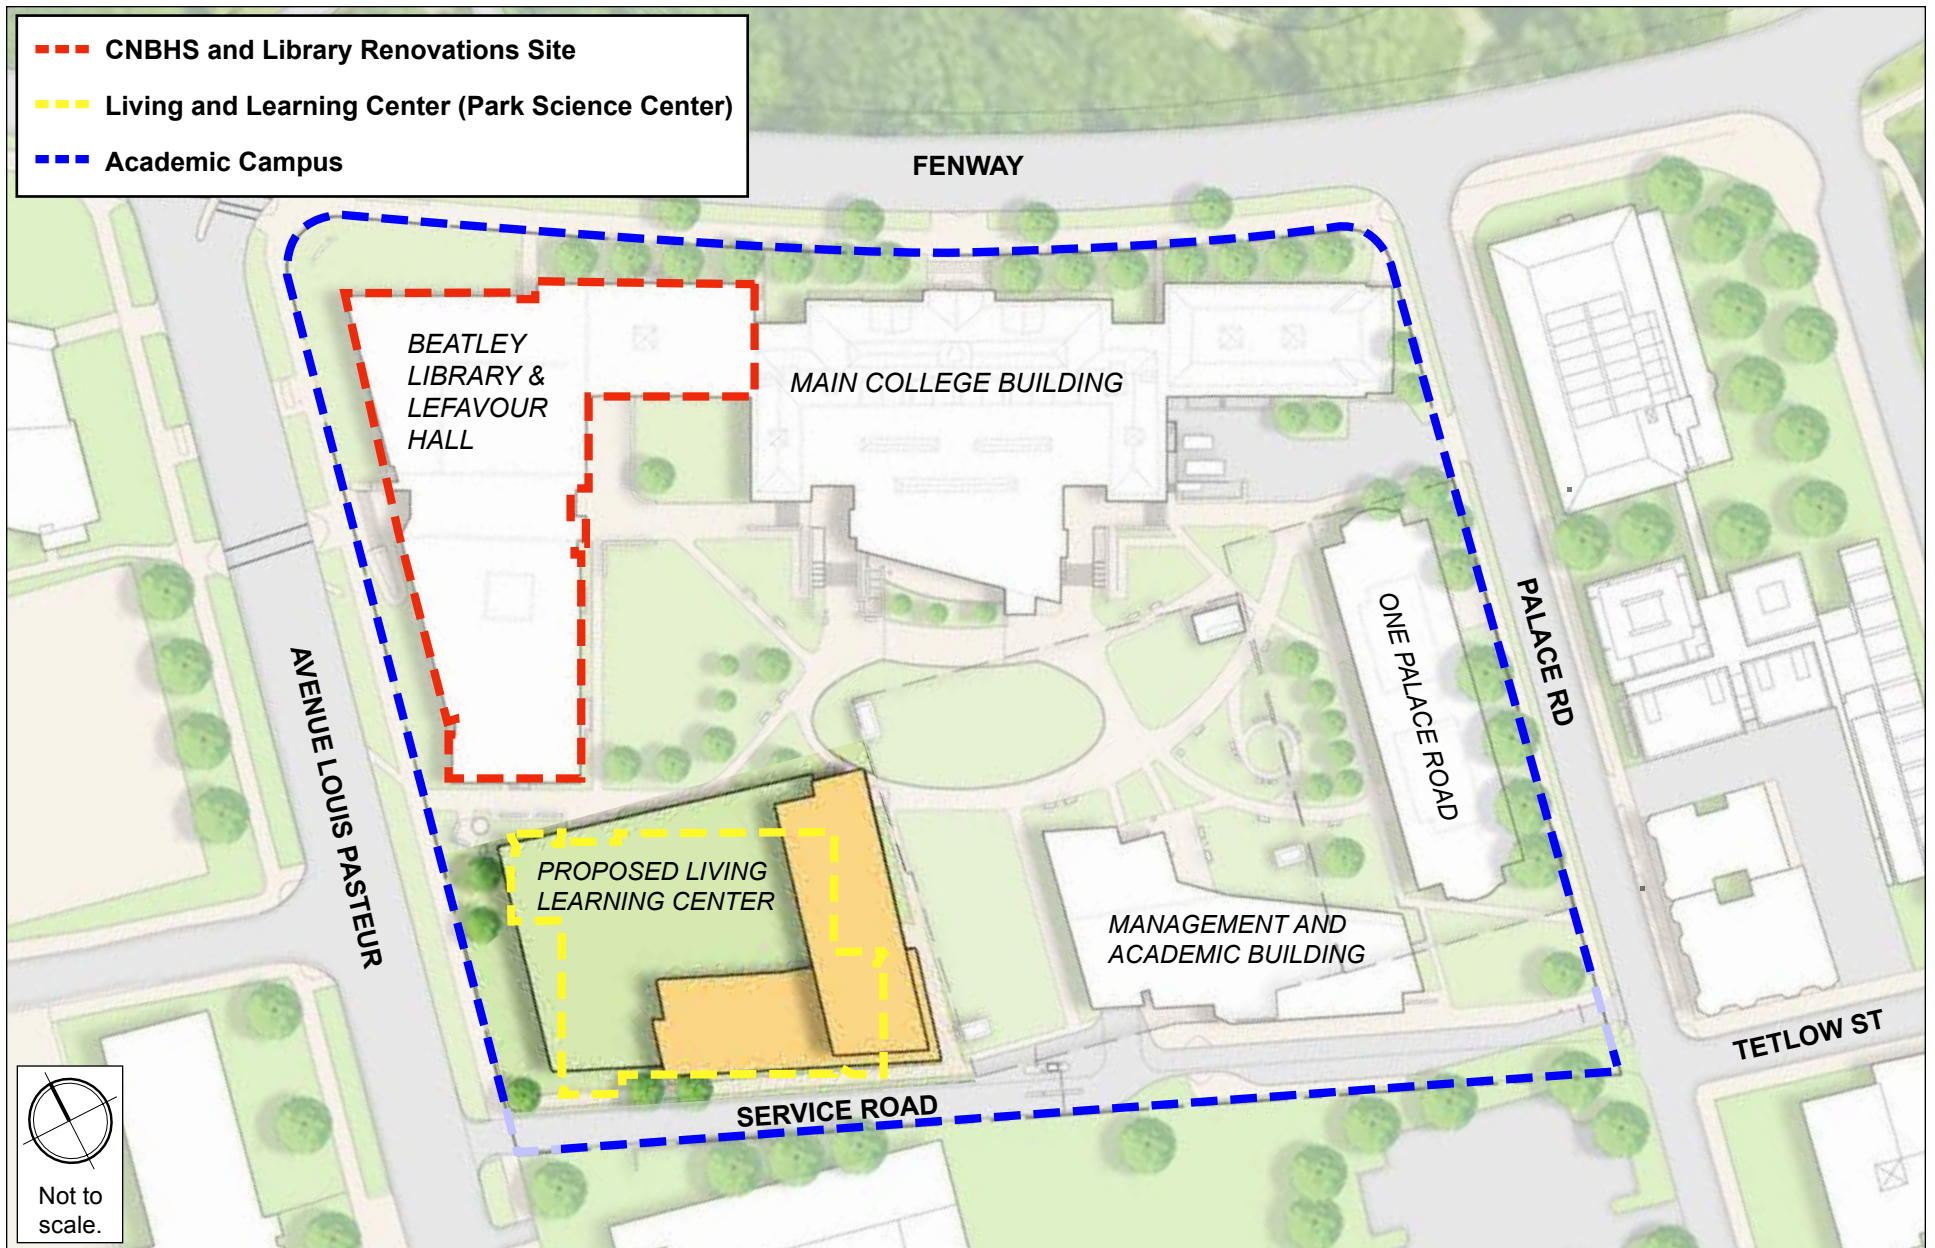 CNBHS and Library Renovations Site
Living and Learning Center (Park Science Center)
Academic Campus
FENWAY
BEATLEY
LIBRARY &
LEFAVOUR
HALL
MAIN COLLEGE BUILDING
ONE PALACE ROAD
PALACE RD
AVENUE LOUIS PASTEUR
PROPOSED LIVING
LEARNING CENTER
MANAGEMENT AND
ACADEMIC BUILDING
TETLOW ST
SERVICE ROAD
Not to
scale.